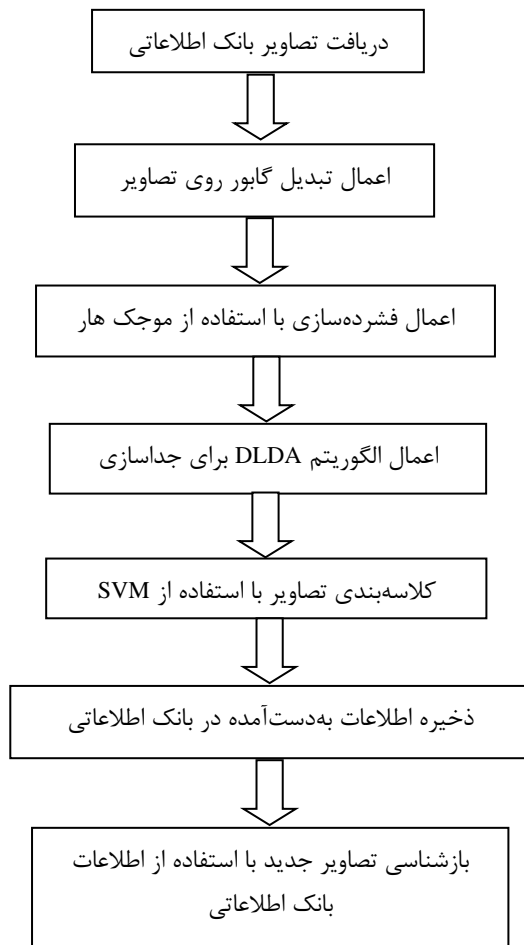 دریافت تصاویر بانک اطلاعاتی
اعمال تبدیل گابور روی تصاویر
اعمال فشرده‌سازی با استفاده از موجک هار
اعمال الگوریتم DLDA برای جداسازی
کلاسه‌بندی تصاویر با استفاده از SVM
ذخیره اطلاعات به‌دست‌آمده در بانک اطلاعاتی
بازشناسی تصاویر جدید با استفاده از اطلاعات
بانک اطلاعاتی